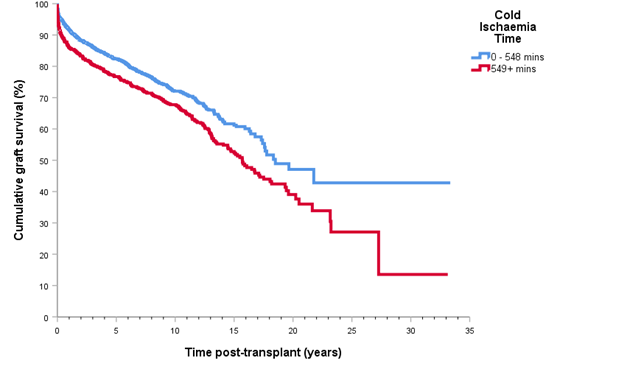 Cold
Ischaemia
Time
0 - 548 mins
549+ mins
Cumulative graft survival (%)
100
90
80
70
60
50
40
30
20
10
0
0 5 10 15 20 25 30 35
Time post-transplant (years)